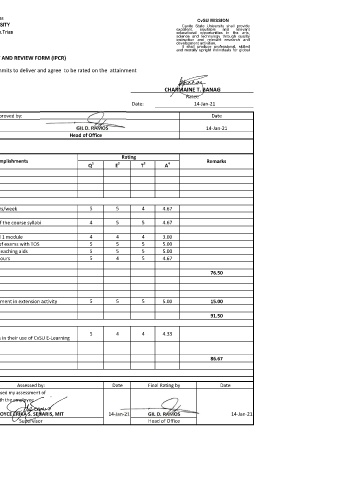 CvSU MISSION
Cavite State University shall provide
excellent, equitable and relevant
educational opportunities in the arts,
science and technology through quality
instruction and relevant research and
development activities.
It shall produce professional, skilled
and morally upright individuals for global
SITY
Trias
AND REVIEW FORM (IPCR)
mmits to deliver and agree to be rated on the attainment
CHARMAINE T. BANAG
Ratee
Date: 14-Jan-21
proved by: Date
GIL D. RAMOS 14-Jan-21
Head of Office
mplishments Rating Remarks
Q1 E2 T3 A4
s/week 5 5 4 4.67
f the course syllabi 4 5 5 4.67
1 module 4 4 4 3.00
of exams with TOS 5 5 5 5.00
eaching aids 5 5 5 5.00
ours 5 4 5 4.67
76.50
ment in extension activity 5 5 5 5.00 15.00
91.50
s in their use of CvSU E-Learning 5 4 4 4.33
86.67
Assessed by: Date Final Rating by Date
sed my assessment of
th the employee
JOYCE ERIKA S. SENARIS, MIT 14-Jan-21 GIL D. RAMOS 14-Jan-21
Supervisor Head of Office